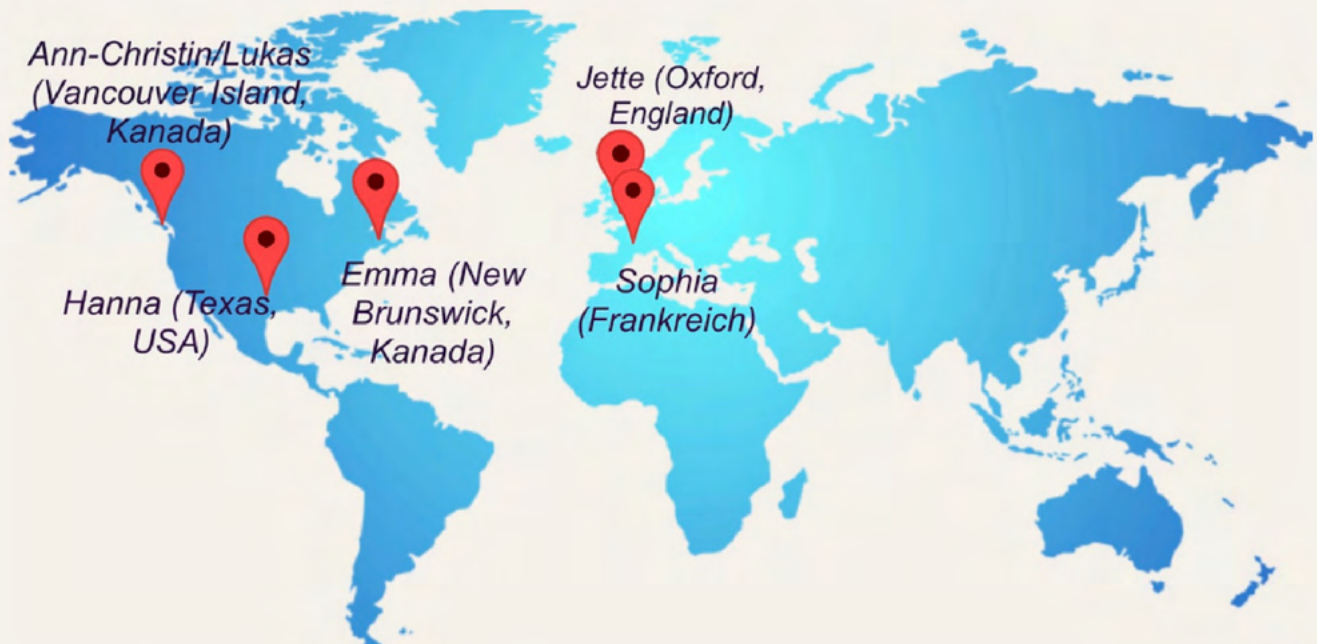 Ann-Christin/Lukas
(Vancouver Island,
Kanada)
Jette (Oxford,
England)
Hanna (Texas,
USA)
Emma (New
Brunswick,
Kanada)
Sophia
(Frankreich)